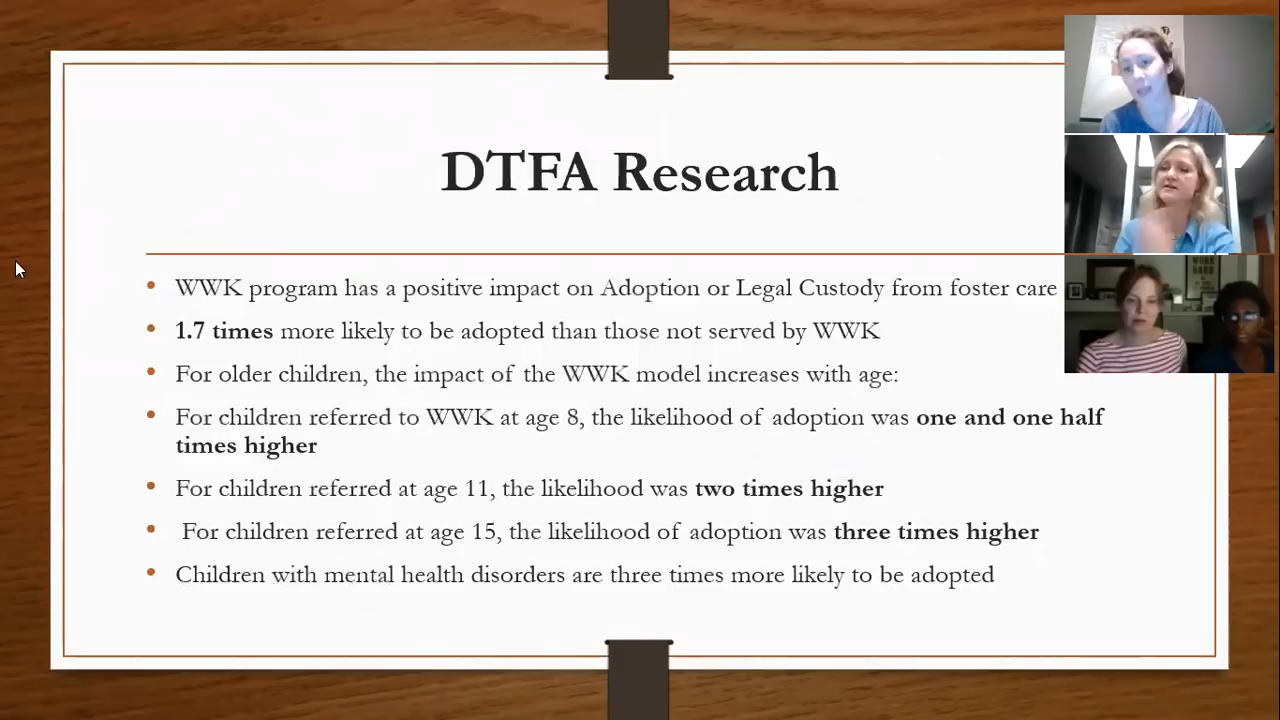 DTFA Research
• WWK program has a positive impact on Adoption or Legal Custody from foster care
• 1.7 times more likely to be adopted than those not served by WWK
• For older children, the impact of the WWK model increases with age:
• For children referred to WWK at age 8, the likelihood of adoption was one and one half
times higher
• For children referred at age 11, the likelihood was two times higher
• For children referred at age 15, the likelihood of adoption was three times higher
• Children with mental health disorders are three times more likely to be adopted
WORK
HARD